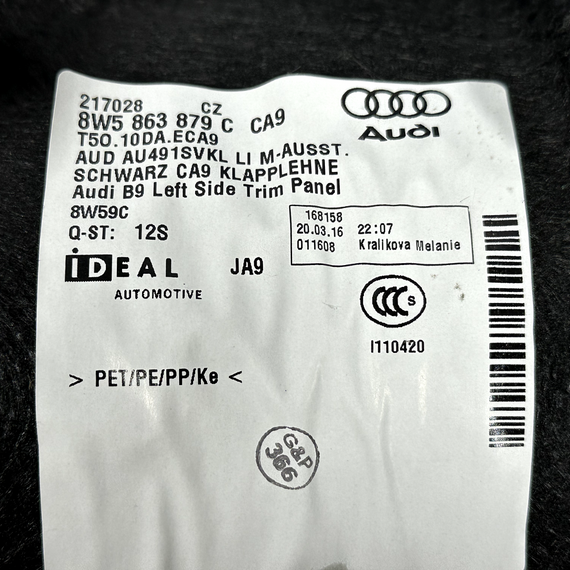 217028 CZ
8W5 863 879 C CA9
T50.10DA.ECA9
AUD AU491SVKL LI M-AUSST.
SCHWARZ CA9 KLAPPLEHNE
Audi B9 Left Side Trim Panel
8W59C
Q-ST: 12S
Audi
168158
20.03.16 22:07
011608 Kralikova Melanie
IDEAL JA9
AUTOMOTIVE
CCC S
I110420
> PET/PE/PP/Ke <
G&P
366